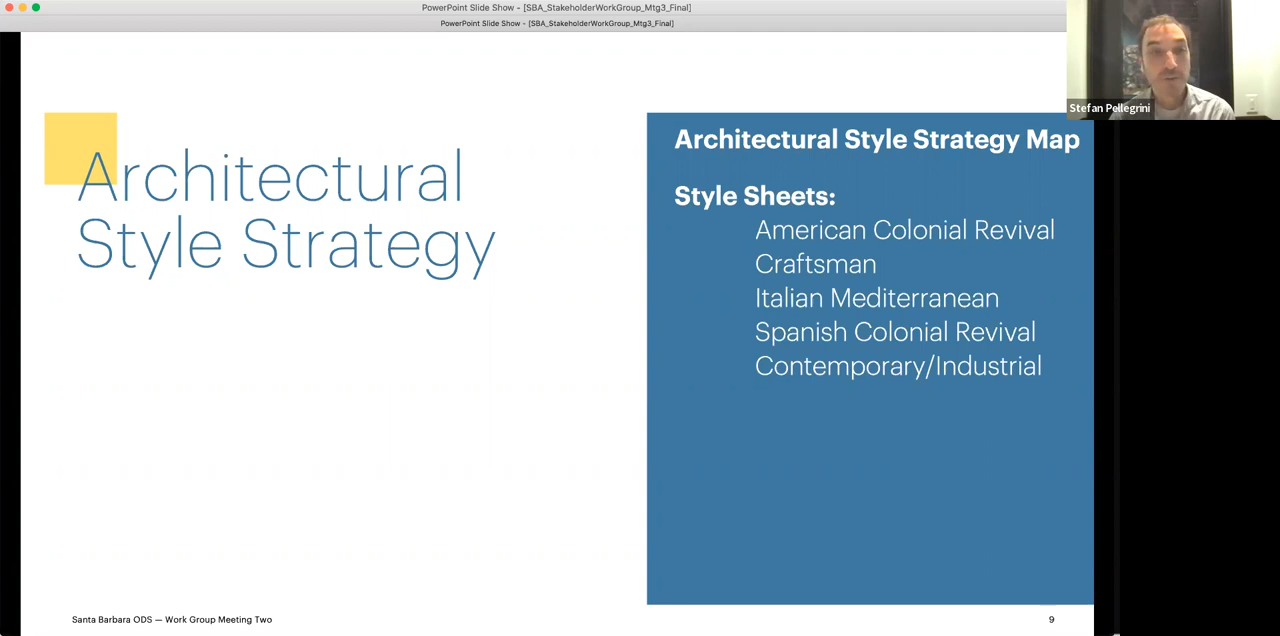 PowerPoint Slide Show - [SBA_StakeholderWorkGroup_Mtg3_Final]
PowerPoint Slide Show - [SBA_StakeholderWorkGroup_Mtg3_Final]
Stefan Pellegrini
Architectural
Style Strategy
Architectural Style Strategy Map
Style Sheets:
American Colonial Revival
Craftsman
Italian Mediterranean
Spanish Colonial Revival
Contemporary/Industrial
Santa Barbara ODS — Work Group Meeting Two
9